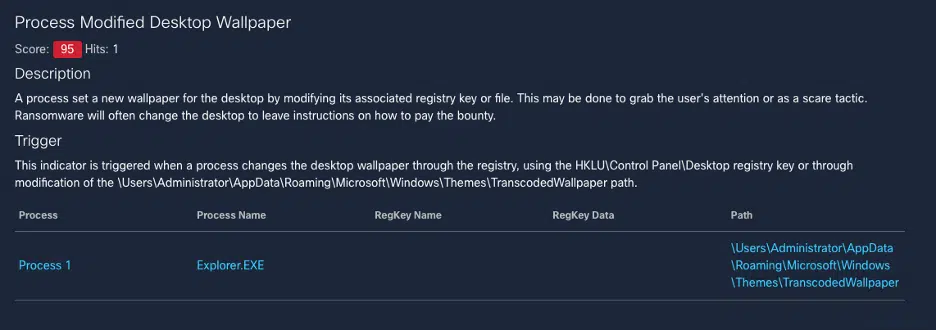 Process Modified Desktop Wallpaper
Score: 95 Hits: 1
Description
A process set a new wallpaper for the desktop by modifying its associated registry key or file. This may be done to grab the user's attention or as a scare tactic.
Ransomware will often change the desktop to leave instructions on how to pay the bounty.
Trigger
This indicator is triggered when a process changes the desktop wallpaper through the registry, using the HKLU\Control Panel\Desktop registry key or through
modification of the \Users\Administrator\AppData\Roaming\Microsoft\Windows\Themes\TranscodedWallpaper path.
Process Process Name RegKey Name RegKey Data Path
Process 1 Explorer.EXE \Users\Administrator\AppData
\Roaming\Microsoft\Windows
\Themes\TranscodedWallpaper